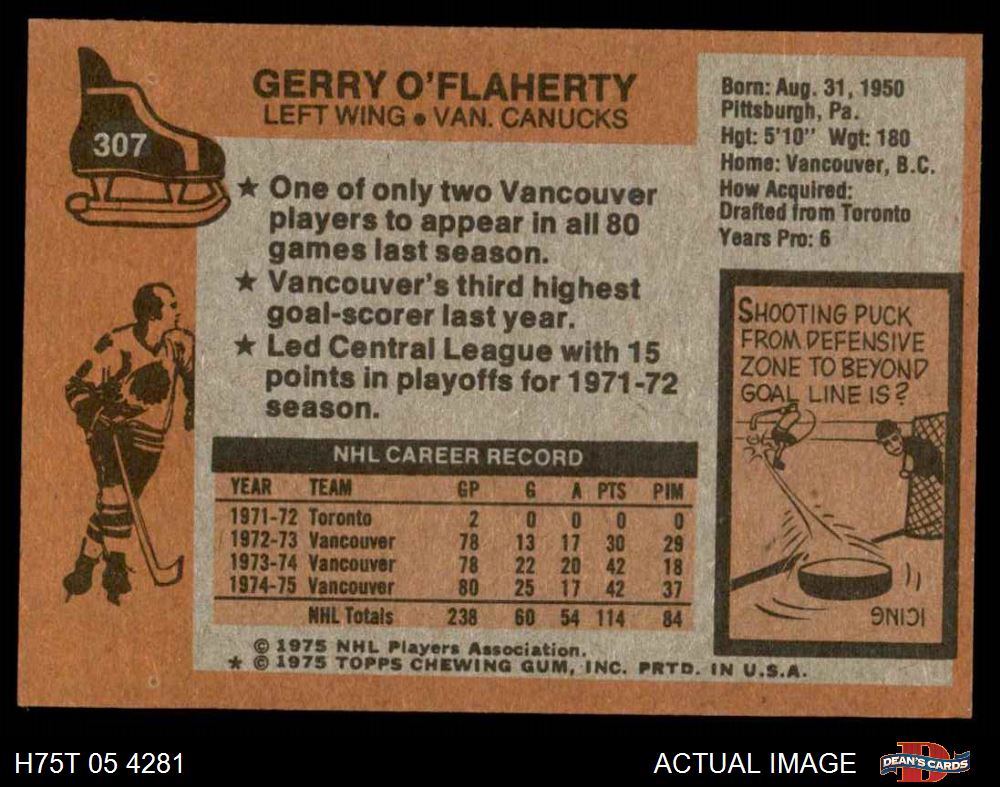 307
GERRY O'FLAHERTY
LEFT WING ● VAN. CANUCKS
★ One of only two Vancouver
players to appear in all 80
games last season.
★ Vancouver's third highest
goal-scorer last year.
★ Led Central League with 15
points in playoffs for 1971-72
season.
NHL CAREER RECORD
YEAR TEAM GP G A PTS PIM
1971-72 Toronto 2 0 0 0 0
1972-73 Vancouver 78 13 17 30 29
1973-74 Vancouver 78 22 20 42 18
1974-75 Vancouver 80 25 17 42 37
NHL Totals 238 60 54 114 84
© 1975 NHL Players Association.
★ © 1975 TOPPS CHEWING GUM, INC. PRTD. IN U.S.A.
Born: Aug. 31, 1950
Pittsburgh, Pa.
Hgt: 5'10" Wgt: 180
Home: Vancouver, B.C.
How Acquired:
Drafted from Toronto
Years Pro: 6
SHOOTING PUCK
FROM DEFENSIVE
ZONE TO BEYOND
GOAL LINE IS?
ICING
H75T 05 4281
ACTUAL IMAGE
D
DEAN'S CARDS